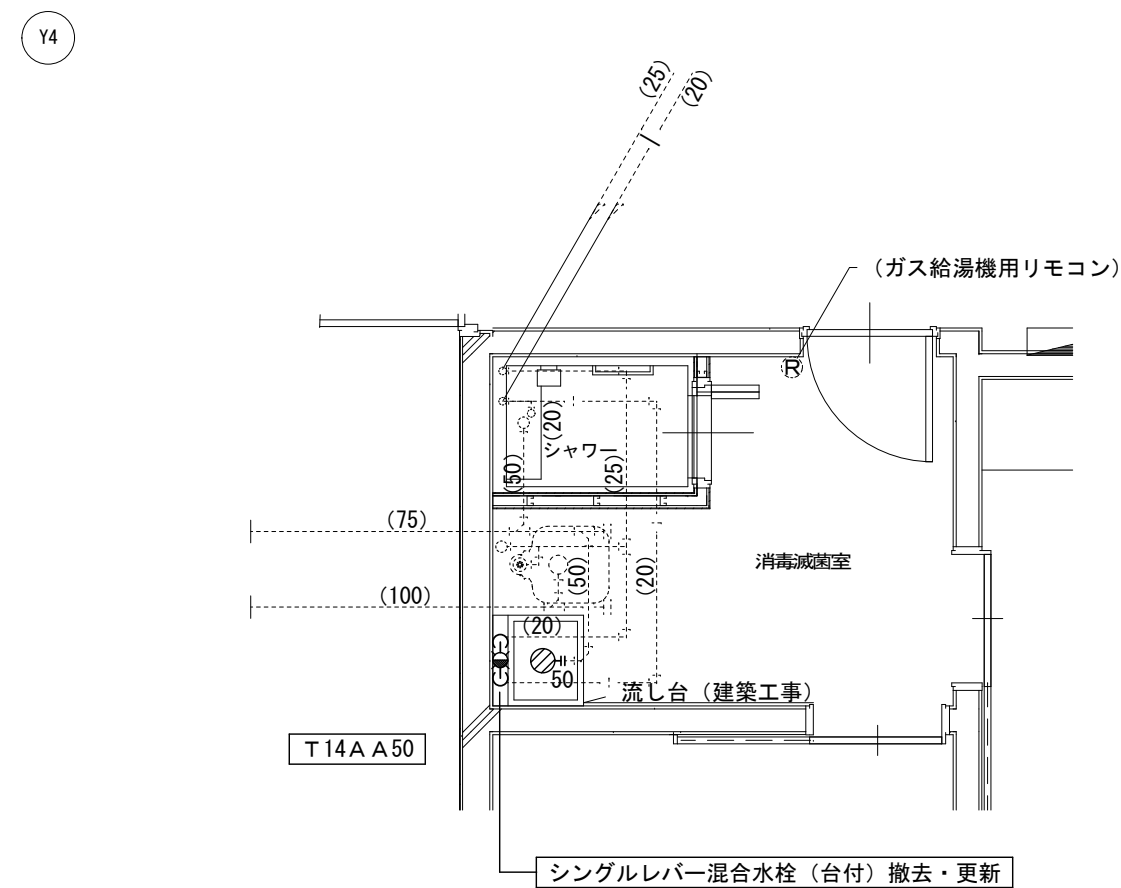 Y4
(25)
(20)
(ガス給湯機用リモコン)
R
(20)
シャワー
(50)
(25)
(75)
消毒滅菌室
(50)
(20)
(100)
(20)
50
流し台(建築工事)
T14AA50
シングルレバー混合水栓(台付)撤去・更新